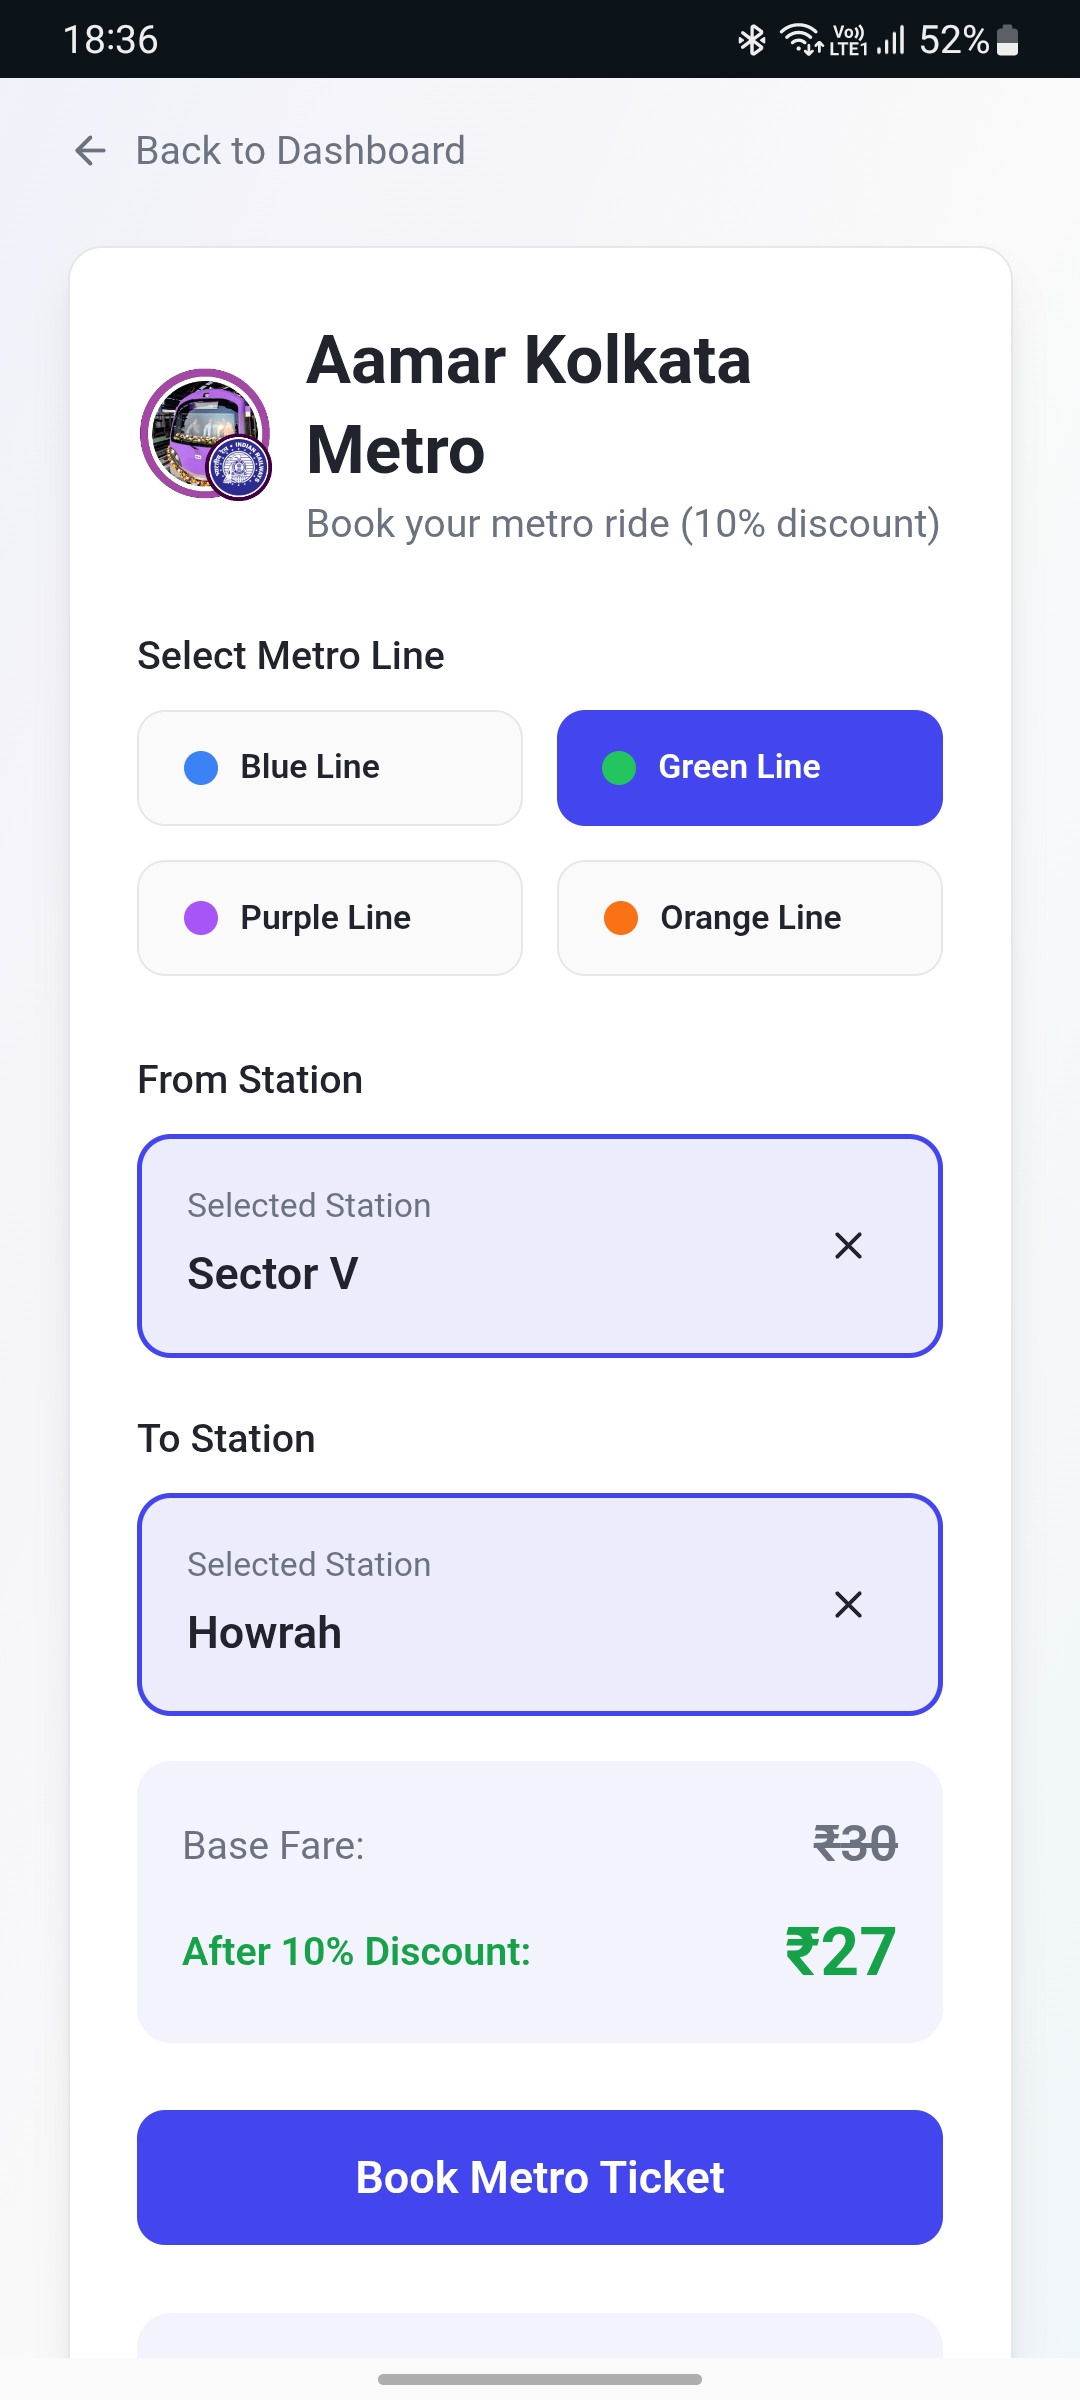 18:36
Vo)) LTE1 52%
Back to Dashboard
Aamar Kolkata
Metro
Book your metro ride (10% discount)
Select Metro Line
Blue Line
Green Line
Purple Line
Orange Line
From Station
Selected Station
Sector V
To Station
Selected Station
Howrah
Base Fare: ₹30
After 10% Discount: ₹27
Book Metro Ticket